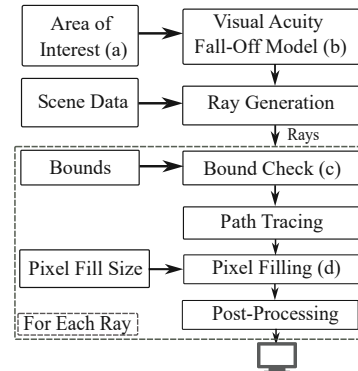 Area of
Interest (a)
Visual Acuity
Fall-Off Model (b)
Scene Data
Ray Generation
Rays
Bounds
Bound Check (c)
Path Tracing
Pixel Fill Size
Pixel Filling (d)
Post-Processing
For Each Ray